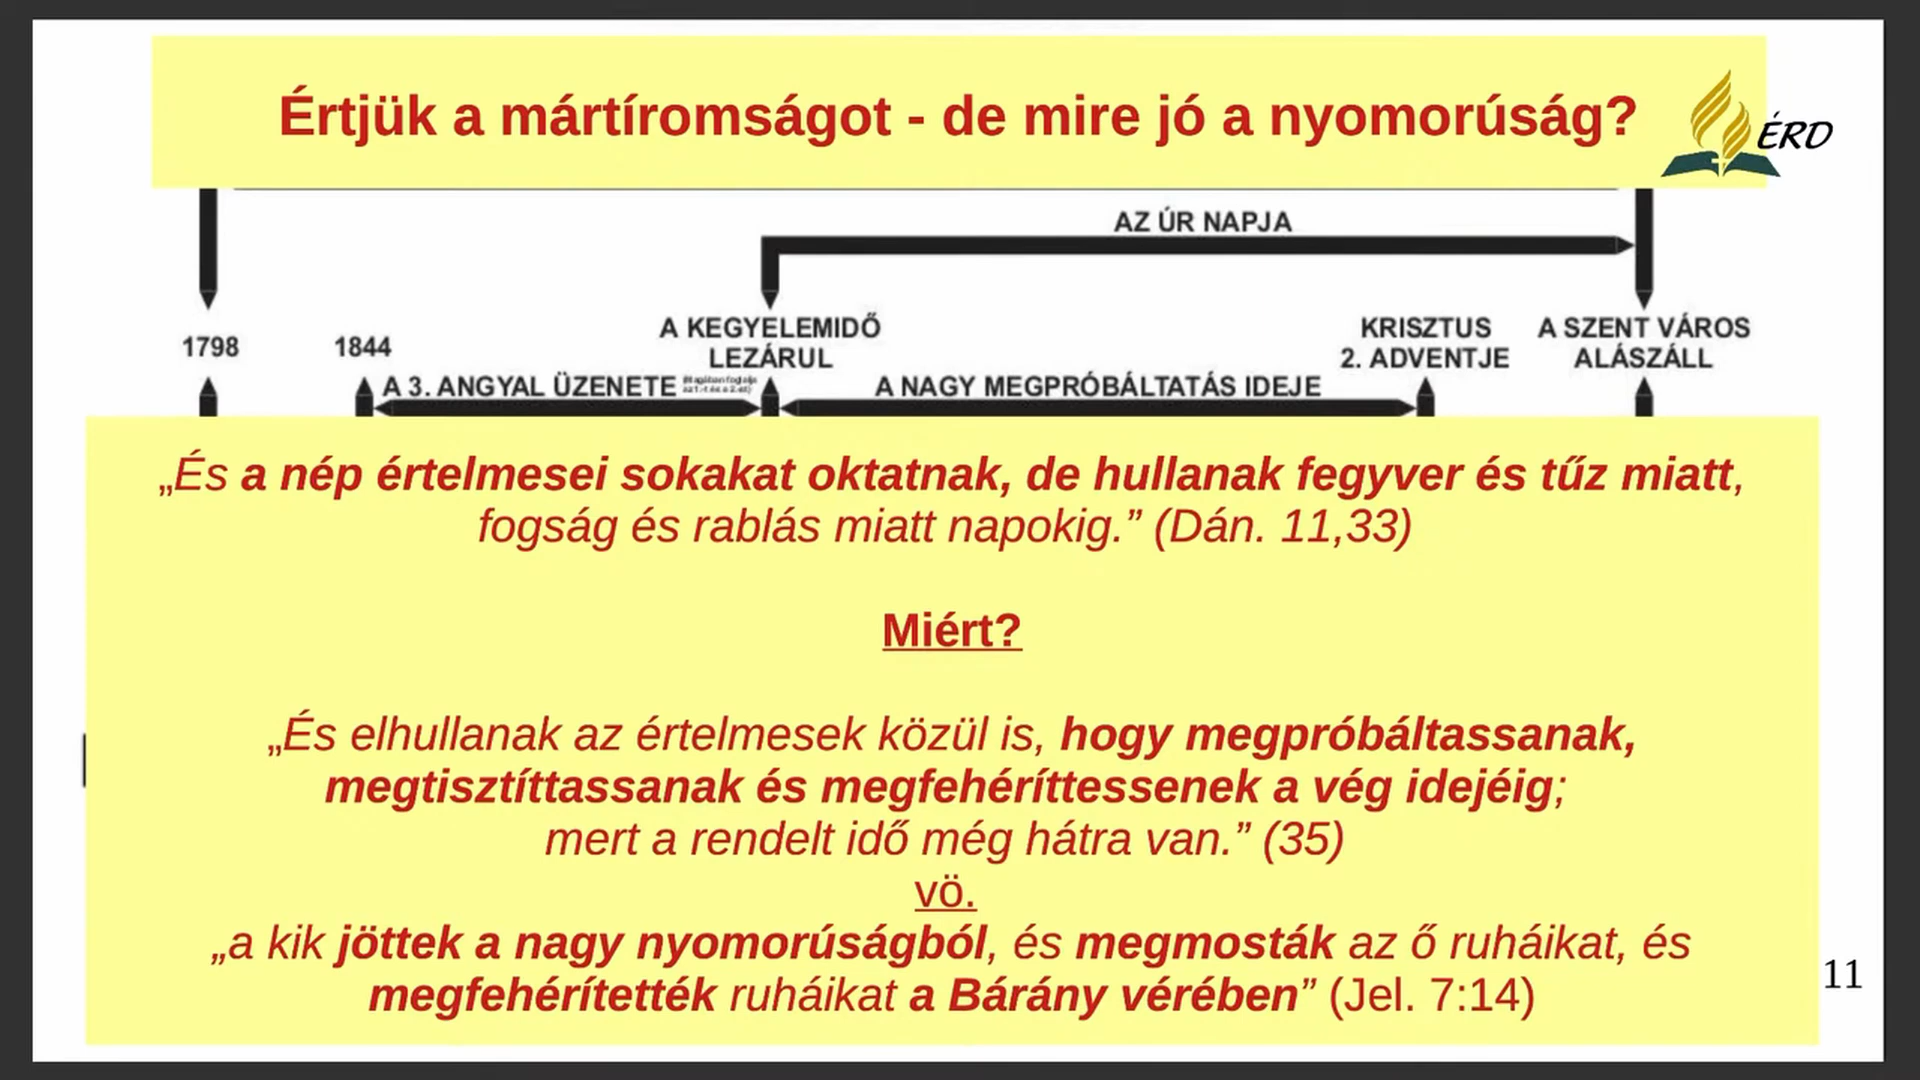 Értjük a mártíromságot - de mire jó a nyomorúság?
ÉRD
AZ ÚR NAPJA
1798
1844
A KEGYELEMIDŐ
LEZÁRUL
KRISZTUS
2. ADVENTJE
A SZENT VÁROS
ALÁSZÁLL
A 3. ANGYAL ÜZENETE
A NAGY MEGPRÓBÁLTATÁS IDEJE
„És a nép értelmesei sokakat oktatnak, de hullanak fegyver és tűz miatt,
fogság és rablás miatt napokig.” (Dán. 11,33)
Miért?
„És elhullanak az értelmesek közül is, hogy megpróbáltassanak,
megtisztíttassanak és megfehéríttessenek a vég idejéig;
mert a rendelt idő még hátra van.” (35)
vö.
„a kik jöttek a nagy nyomorúságból, és megmosták az ő ruháikat, és
megfehérítették ruháikat a Bárány vérében” (Jel. 7:14)
11